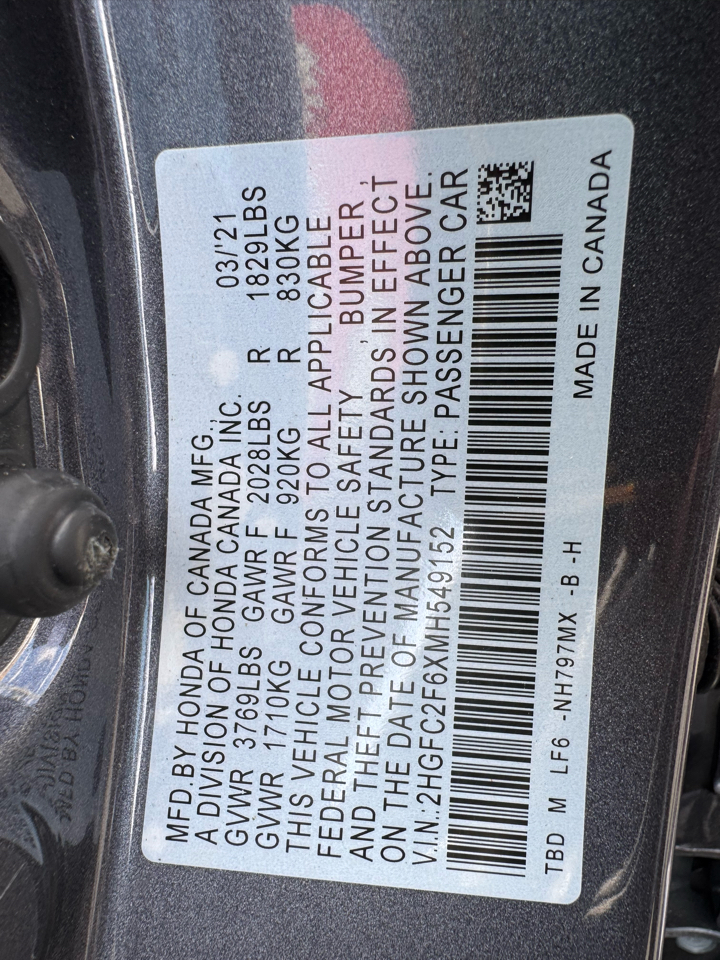 MFD.BY HONDA OF CANADA MFG.,
A DIVISION OF HONDA CANADA INC. 03/'21
GVWR 3769LBS GAWR F 2028LBS R 1829LBS
GVWR 1710KG GAWR F 920KG R 830KG
THIS VEHICLE CONFORMS TO ALL APPLICABLE
FEDERAL MOTOR VEHICLE SAFETY , BUMPER ,
AND THEFT PREVENTION STANDARDS, IN EFFECT
ON THE DATE OF MANUFACTURE SHOWN ABOVE.
V.I.N.:2HGFC2F6XMH549152 TYPE: PASSENGER CAR
TBD M LF6 -NH797MX -B -H MADE IN CANADA